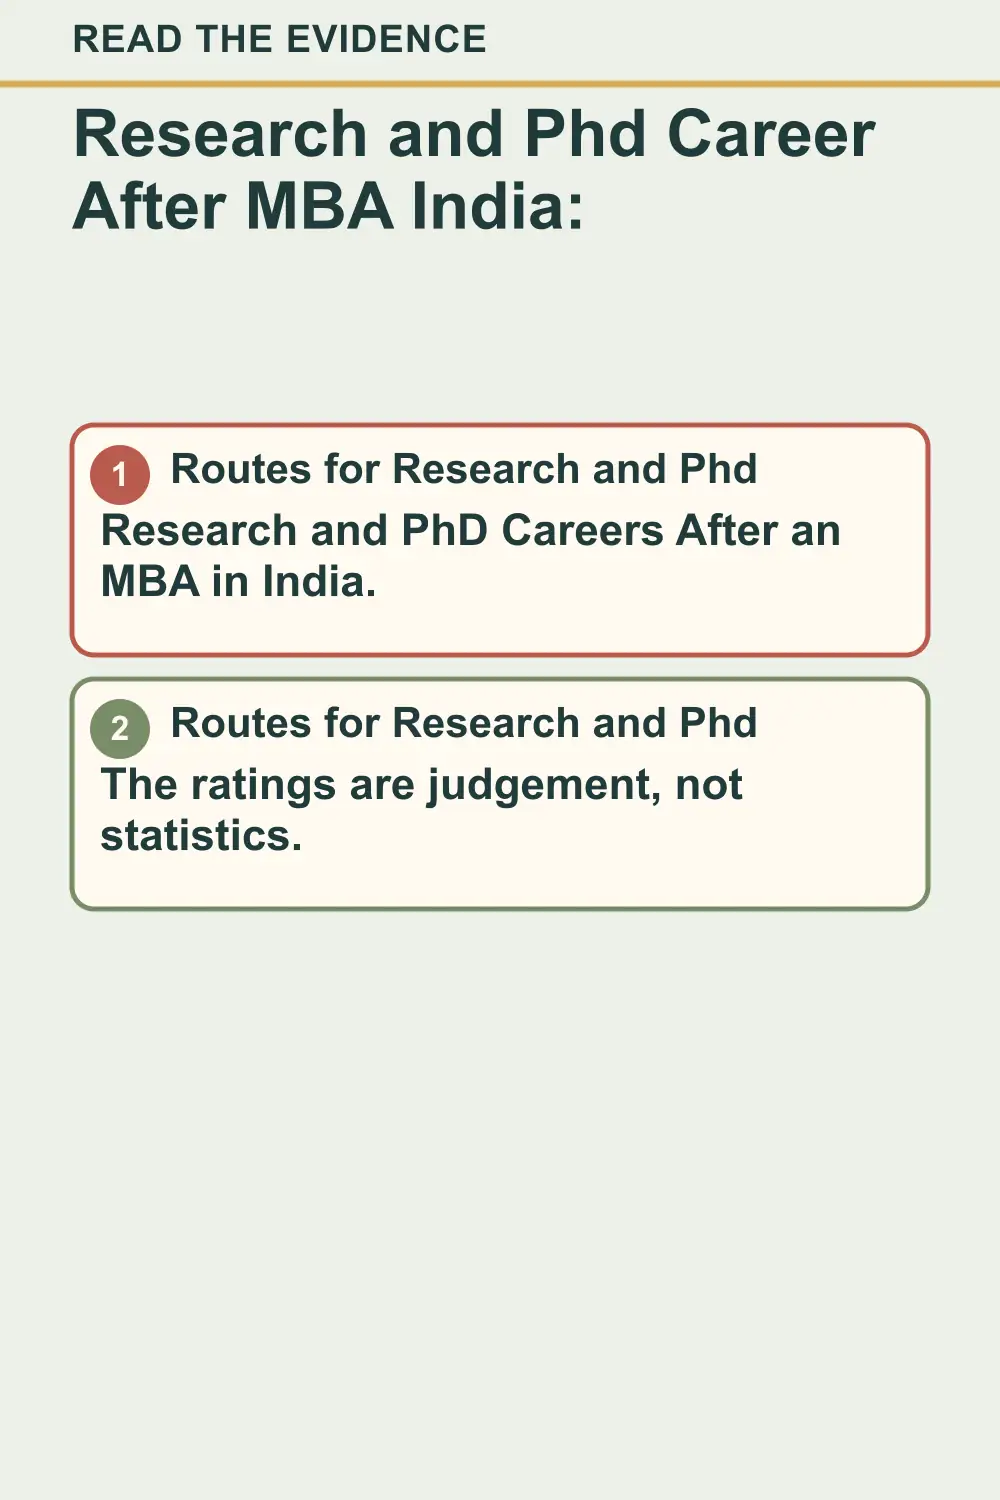 READ THE EVIDENCE
Research and Phd Career
After MBA India:
1 Routes for Research and Phd
Research and PhD Careers After an
MBA in India.
2 Routes for Research and Phd
The ratings are judgement, not
statistics.